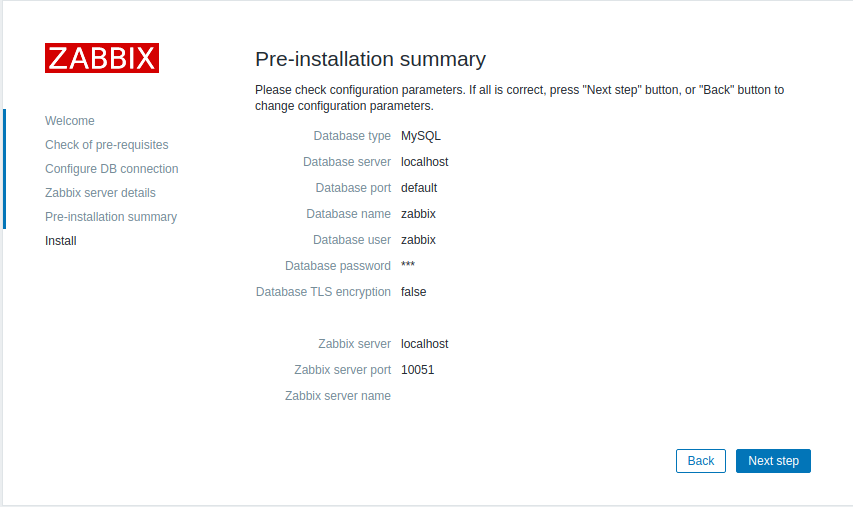 ZABBIX
Welcome
Check of pre-requisites
Configure DB connection
Zabbix server details
Pre-installation summary
Install
Pre-installation summary
Please check configuration parameters. If all is correct, press "Next step" button, or "Back" button to
change configuration parameters.
Database type MySQL
Database server localhost
Database port default
Database name zabbix
Database user zabbix
Database password ***
Database TLS encryption false
Zabbix server localhost
Zabbix server port 10051
Zabbix server name
Back Next step